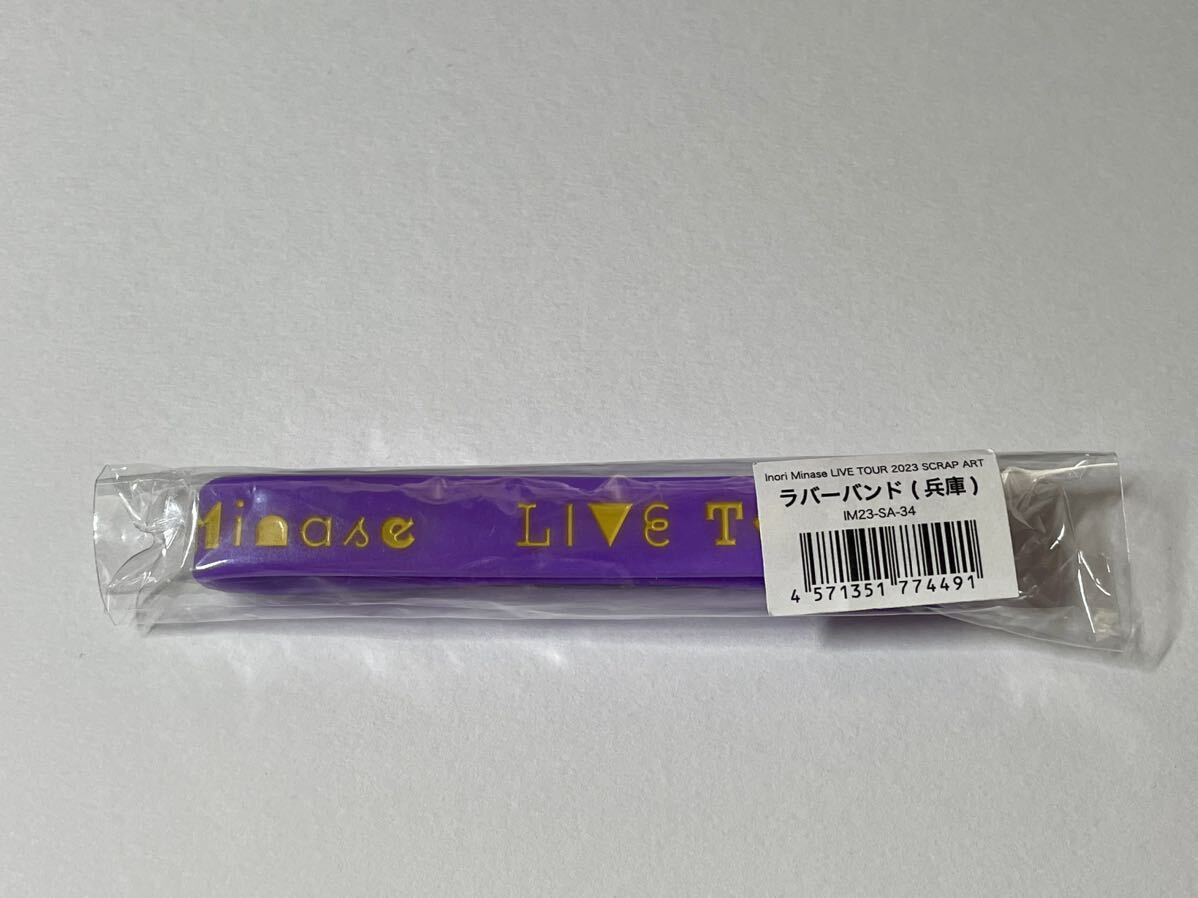 Minase LIVE T
Inori Minase LIVE TOUR 2023 SCRAP ART
ラバーバンド (兵庫)
IM23-SA-34
4 571351 774491